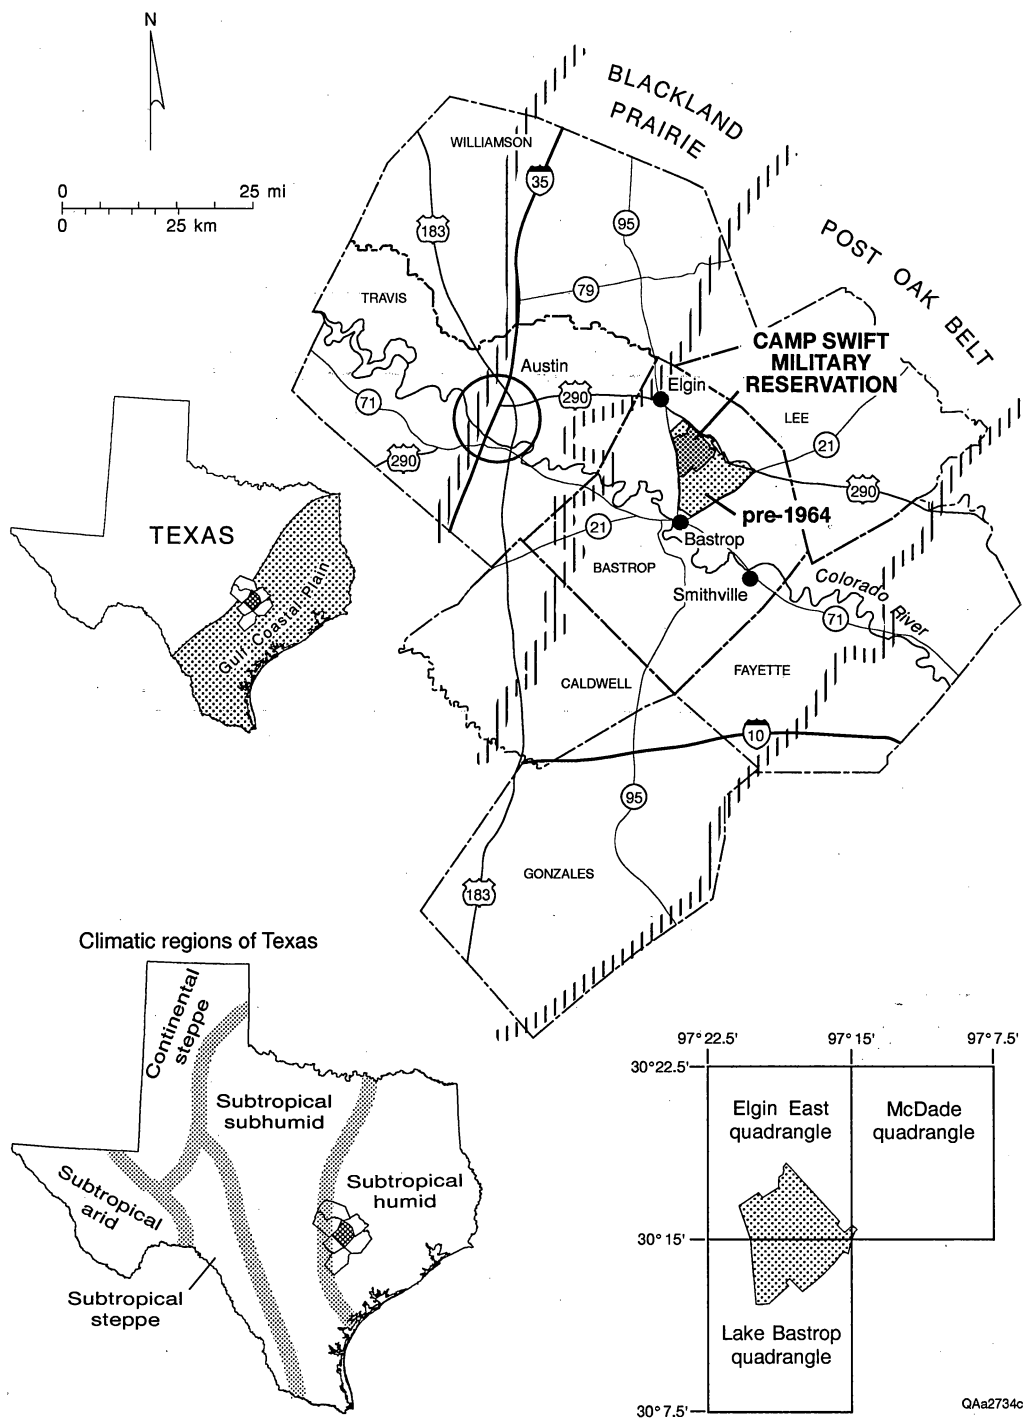 N
0 25 mi
0 25 km
BLACKLAND
PRAIRIE
POST OAK BELT
WILLIAMSON
35
183
95
79
TRAVIS
CAMP SWIFT
MILITARY
RESERVATION
Austin
Elgin
290
71
LEE
21
290
290
pre-1964
21
Bastrop
BASTROP
Smithville
Colorado River
71
CALDWELL
FAYETTE
10
95
GONZALES
183
TEXAS
Gulf Coastal Plain
Climatic regions of Texas
Continental
steppe
Subtropical
subhumid
Subtropical
arid
Subtropical
humid
Subtropical
steppe
97° 22.5'
97° 15'
97° 7.5'
30° 22.5'
Elgin East
quadrangle
McDade
quadrangle
30° 15'
Lake Bastrop
quadrangle
30° 7.5'
QAa2734c